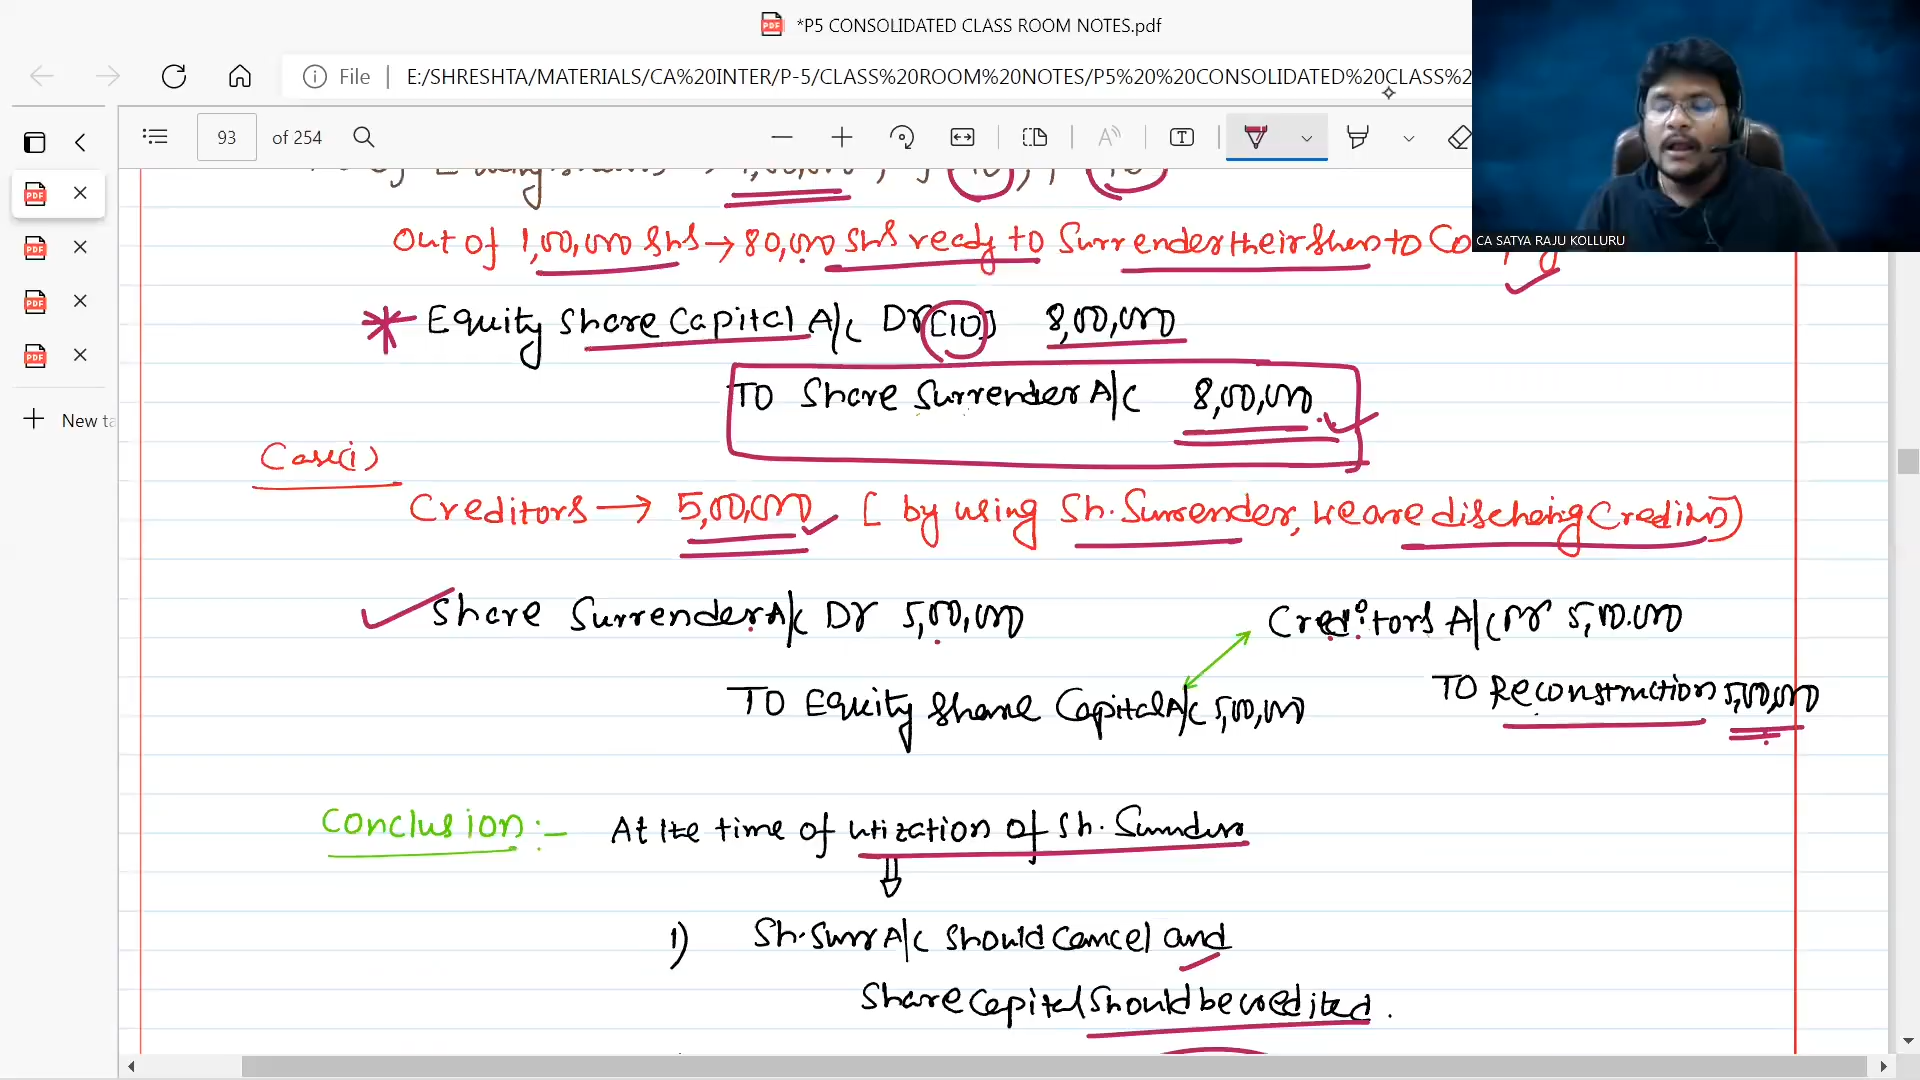 *P5 CONSOLIDATED CLASS ROOM NOTES.pdf
File E:/SHRESHTA/MATERIALS/CA%20INTER/P-5/CLASS%20ROOM%20NOTES/P5%20%20CONSOLIDATED%20CLASS%2
93 of 254
CA SATYA RAJU KOLLURU
Out of 1,00,000 shs → 80,000 shs ready to Surrender their shares to Co
* Equity Share Capital A/c Dr [10] 8,00,000
TO Share Surrender A/c 8,00,000
New ta
Case(i)
Creditors → 5,00,000 [ by using Sh. Surrender, we are discharing Creditors)
Share Surrender A/c Dr 5,00,000
Creditors A/c Dr 5,00,000
TO Equity Share Capital A/c 5,00,000
TO Reconstruction 5,00,000
Conclusion :-
At the time of utization of Sh. Surrender
1) Sh. Surr A/c Should Cancel and
Share Capital Should be credited.